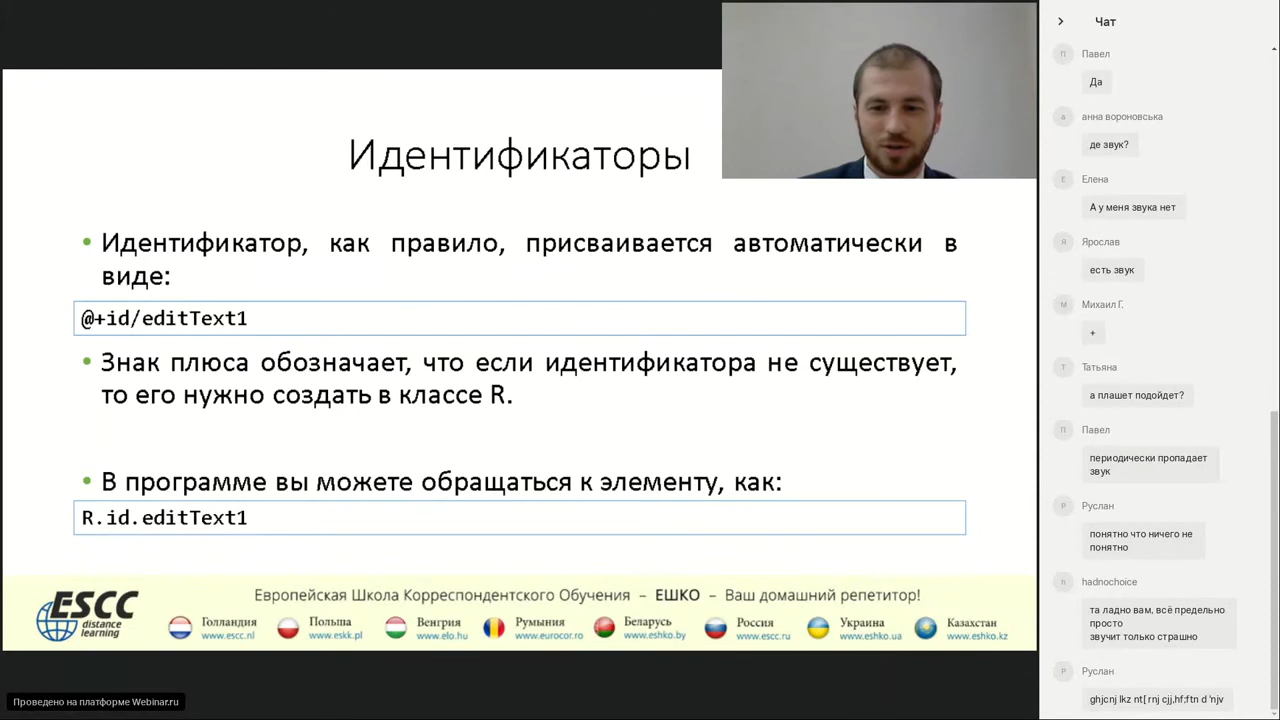 Идентификаторы
• Идентификатор, как правило, присваивается автоматически в
виде:
@+id/editText1
• Знак плюса обозначает, что если идентификатора не существует,
то его нужно создать в классе R.
• В программе вы можете обращаться к элементу, как:
R.id.editText1
ESCC
distance
learning
Европейская Школа Корреспондентского Обучения – ЕШКО – Ваш домашний репетитор!
Голландия
www.escc.nl
Польша
www.eskk.pl
Венгрия
www.elo.hu
Румыния
www.eurocor.ro
Беларусь
www.eshko.by
Россия
www.escc.ru
Украина
www.eshko.ua
Казахстан
www.eshko.kz
Проведено на платформе Webinar.ru
Чат
П
Павел
Да
а
анна вороновська
де звук?
Е
Елена
А у меня звука нет
Я
Ярослав
есть звук
М
Михаил Г.
+
Т
Татьяна
а плашет подойдет?
П
Павел
периодически пропадает
звук
Р
Руслан
понятно что ничего не
понятно
h
hadnochoice
та ладно вам, всё предельно
просто
звучит только страшно
Р
Руслан
ghjcnj lkz nt[ rnj cjj,hf;ftn d 'njv